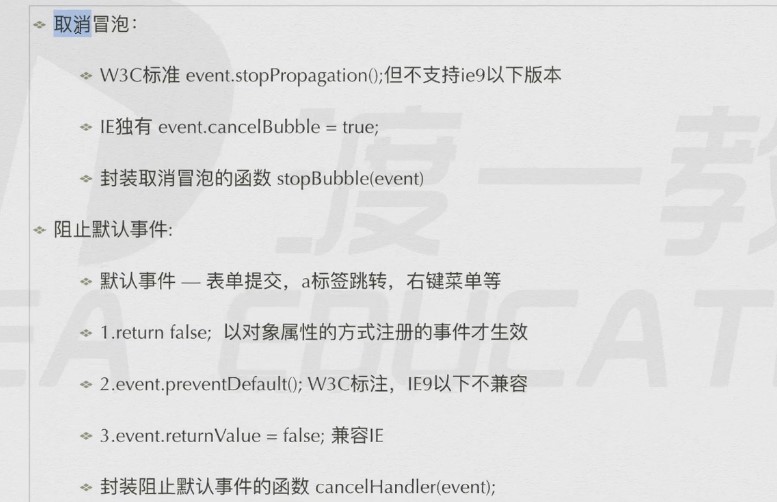 取消冒泡：
W3C标准 event.stopPropagation();但不支持ie9以下版本
IE独有 event.cancelBubble = true;
封装取消冒泡的函数 stopBubble(event)
阻止默认事件:
默认事件 — 表单提交，a标签跳转，右键菜单等
1.return false; 以对象属性的方式注册的事件才生效
2.event.preventDefault(); W3C标注，IE9以下不兼容
3.event.returnValue = false; 兼容IE
封装阻止默认事件的函数 cancelHandler(event);
度一教
EA EDUCAT